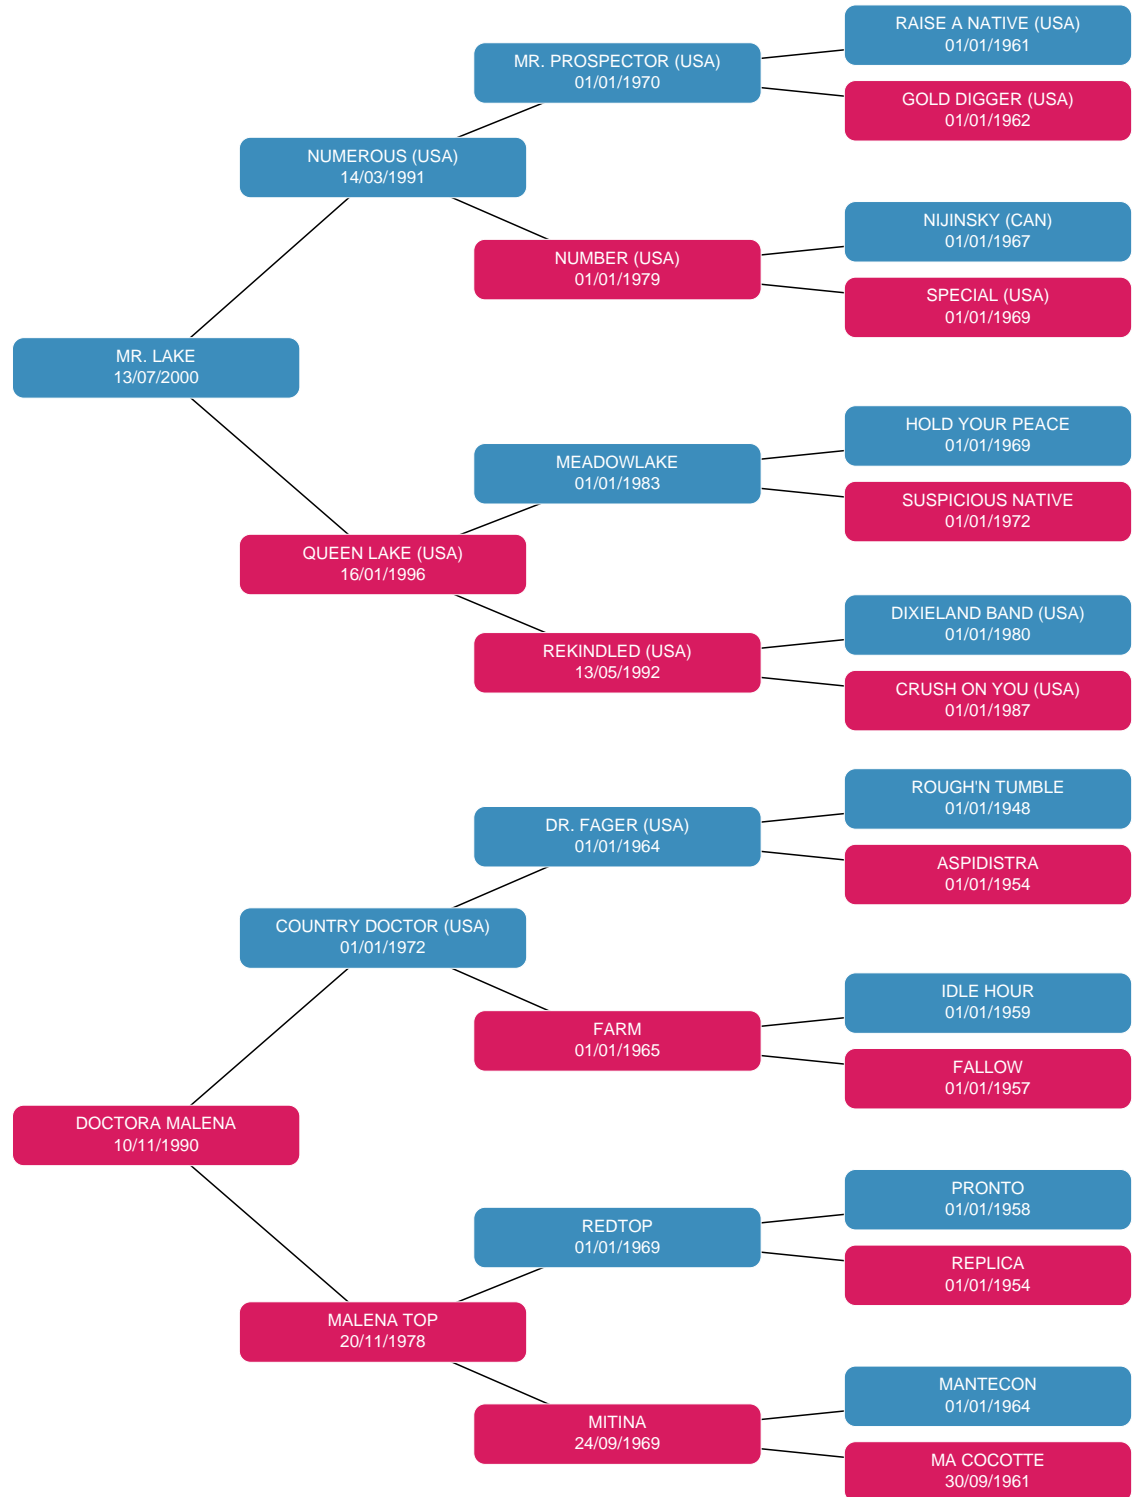 RAISE A NATIVE (USA)
01/01/1961
MR. PROSPECTOR (USA)
01/01/1970
GOLD DIGGER (USA)
01/01/1962
NUMEROUS (USA)
14/03/1991
NIJINSKY (CAN)
01/01/1967
NUMBER (USA)
01/01/1979
SPECIAL (USA)
01/01/1969
MR. LAKE
13/07/2000
HOLD YOUR PEACE
01/01/1969
MEADOWLAKE
01/01/1983
SUSPICIOUS NATIVE
01/01/1972
QUEEN LAKE (USA)
16/01/1996
DIXIELAND BAND (USA)
01/01/1980
REKINDLED (USA)
13/05/1992
CRUSH ON YOU (USA)
01/01/1987
ROUGH'N TUMBLE
01/01/1948
DR. FAGER (USA)
01/01/1964
ASPIDISTRA
01/01/1954
COUNTRY DOCTOR (USA)
01/01/1972
IDLE HOUR
01/01/1959
FARM
01/01/1965
FALLOW
01/01/1957
DOCTORA MALENA
10/11/1990
PRONTO
01/01/1958
REDTOP
01/01/1969
REPLICA
01/01/1954
MALENA TOP
20/11/1978
MANTECON
01/01/1964
MITINA
24/09/1969
MA COCOTTE
30/09/1961